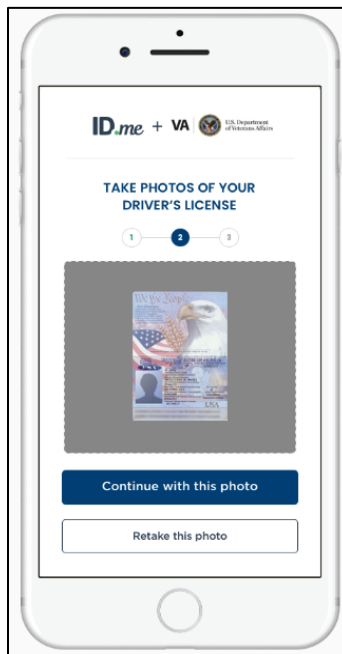 ID.me + VA U.S. Department
of Veterans Affairs
TAKE PHOTOS OF YOUR
DRIVER'S LICENSE
1 2 3
We the People
USA
Continue with this photo
Retake this photo